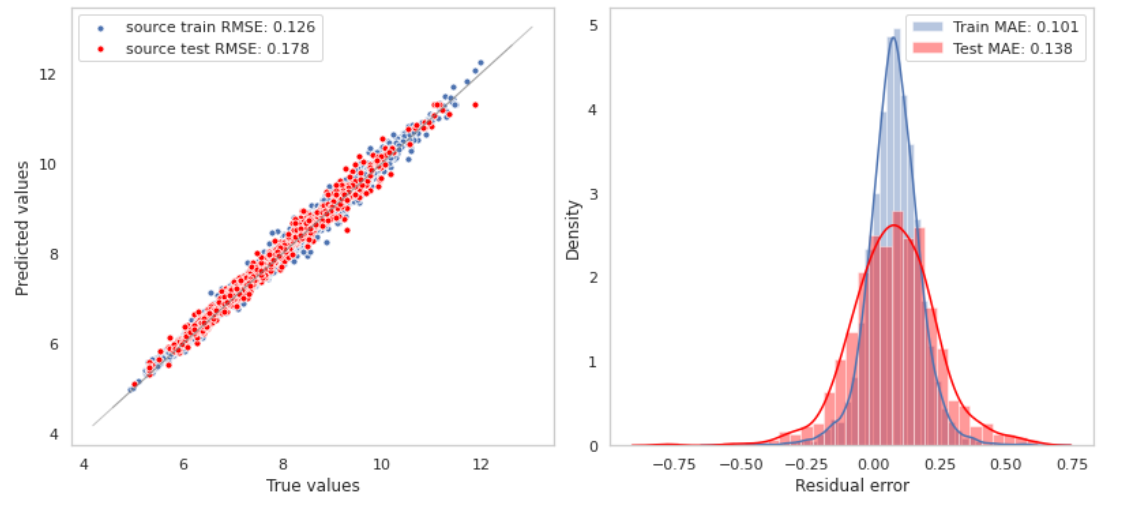 source train RMSE: 0.126
source test RMSE: 0.178
12
10
8
6
4
Predicted values
4 6 8 10 12
True values
Train MAE: 0.101
Test MAE: 0.138
5
4
3
2
1
0
Density
−0.75 −0.50 −0.25 0.00 0.25 0.50 0.75
Residual error